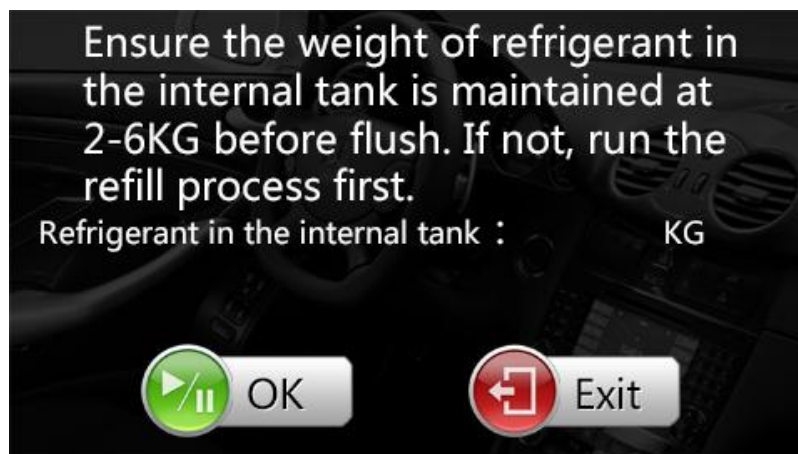 Ensure the weight of refrigerant in
the internal tank is maintained at
2-6KG before flush. If not, run the
refill process first.
Refrigerant in the internal tank： KG
OK
Exit